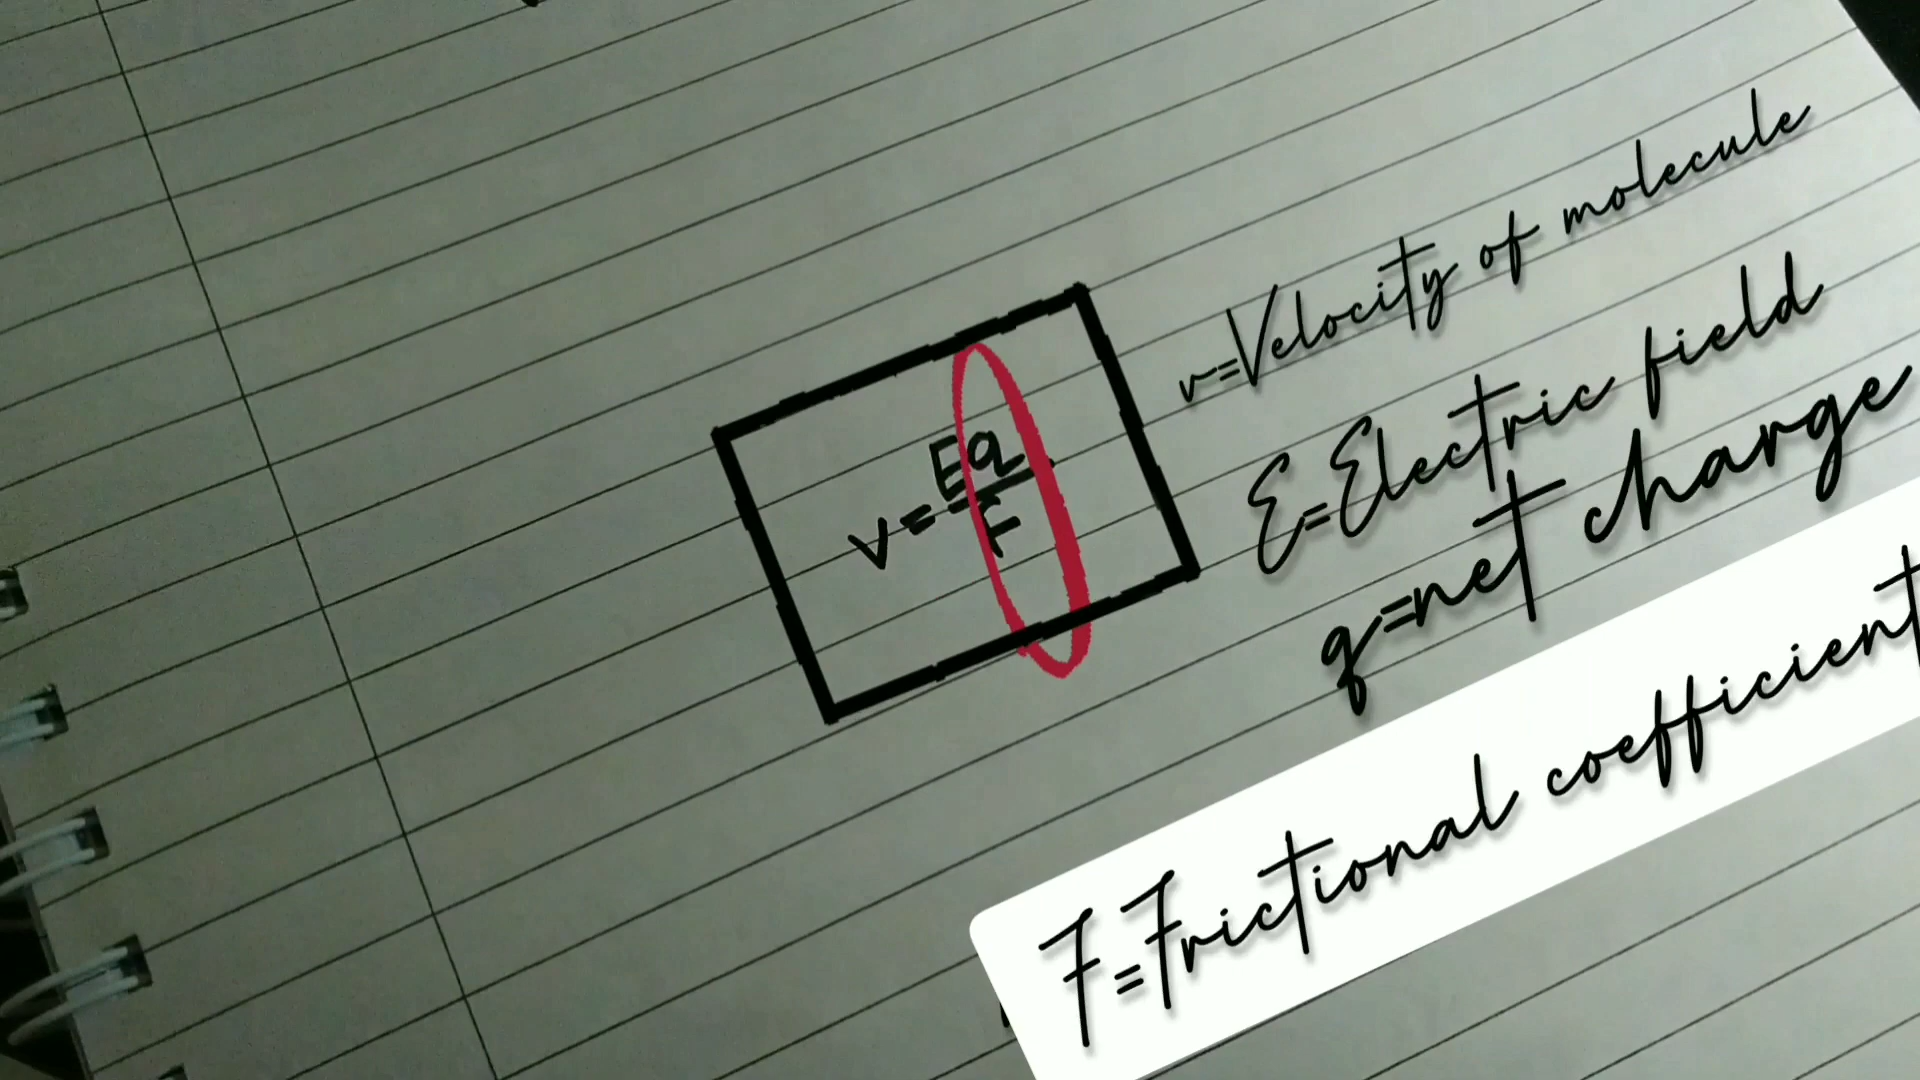 v = Eq
F
v=Velocity of molecule
E=Electric field
q=net charge
F=Frictional coefficient